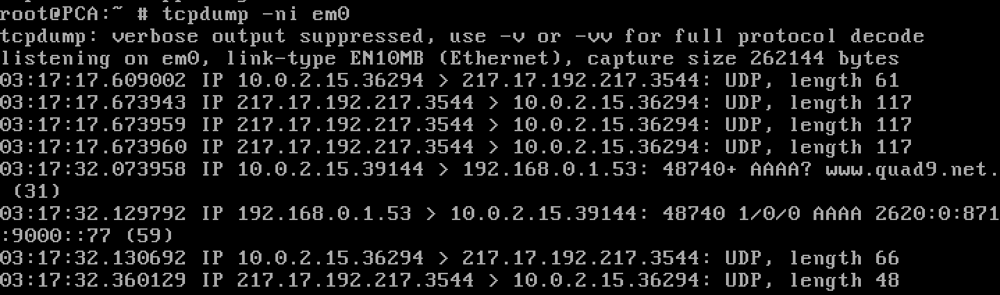 root@PCA:~ # tcpdump -ni em0
tcpdump: verbose output suppressed, use -v or -vv for full protocol decode
listening on em0, link-type EN10MB (Ethernet), capture size 262144 bytes
03:17:17.609002 IP 10.0.2.15.36294 > 217.17.192.217.3544: UDP, length 61
03:17:17.673943 IP 217.17.192.217.3544 > 10.0.2.15.36294: UDP, length 117
03:17:17.673959 IP 217.17.192.217.3544 > 10.0.2.15.36294: UDP, length 117
03:17:17.673960 IP 217.17.192.217.3544 > 10.0.2.15.36294: UDP, length 117
03:17:32.073958 IP 10.0.2.15.39144 > 192.168.0.1.53: 48740+ AAAA? www.quad9.net.
 (31)
03:17:32.129792 IP 192.168.0.1.53 > 10.0.2.15.39144: 48740 1/0/0 AAAA 2620:0:871
:9000::77 (59)
03:17:32.130692 IP 10.0.2.15.36294 > 217.17.192.217.3544: UDP, length 66
03:17:32.360129 IP 217.17.192.217.3544 > 10.0.2.15.36294: UDP, length 48